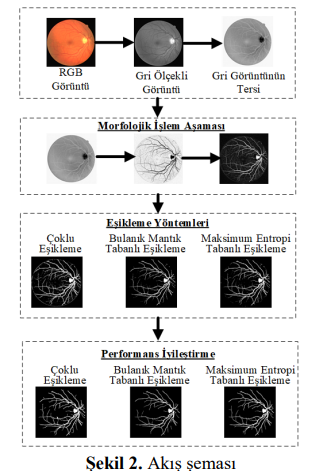 RGB
Görüntü
Gri Ölçekli
Görüntü
Gri Görüntünün
Tersi
Morfolojik İşlem Aşaması
Eşikleme Yöntemleri
Çoklu
Eşikleme
Bulanık Mantık
Tabanlı Eşikleme
Maksimum Entropi
Tabanlı Eşikleme
Performans İyileştirme
Çoklu
Eşikleme
Bulanık Mantık
Tabanlı Eşikleme
Maksimum Entropi
Tabanlı Eşikleme
Şekil 2. Akış şeması